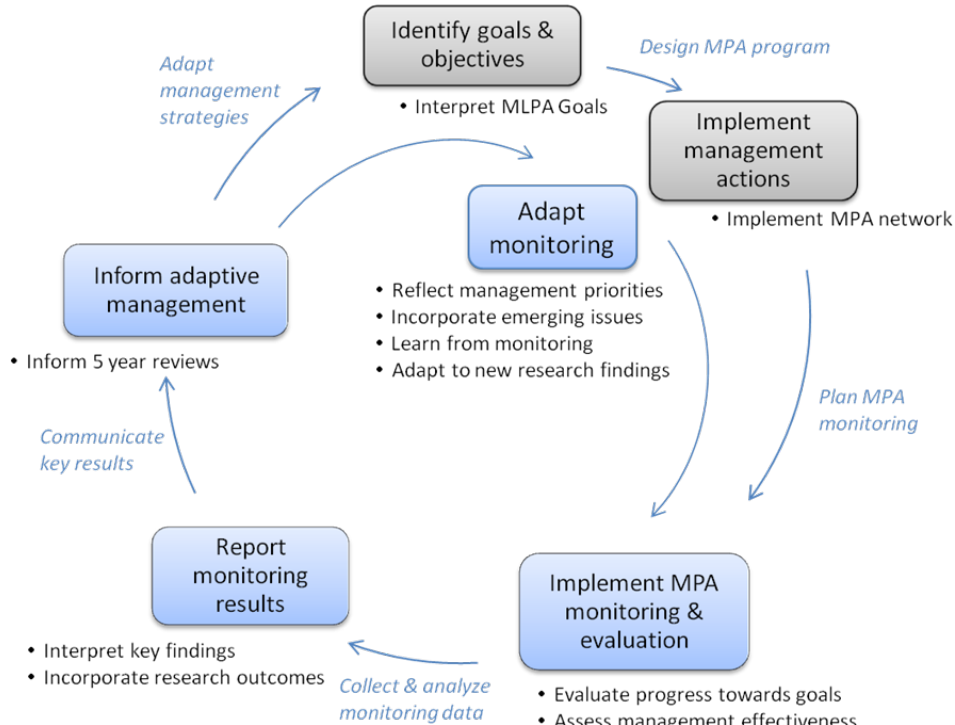 Identify goals &
objectives
• Interpret MLPA Goals
Design MPA program
Implement
management
actions
• Implement MPA network
Adapt
management
strategies
Adapt
monitoring
• Reflect management priorities
• Incorporate emerging issues
• Learn from monitoring
• Adapt to new research findings
Inform adaptive
management
• Inform 5 year reviews
Plan MPA
monitoring
Communicate
key results
Report
monitoring
results
• Interpret key findings
• Incorporate research outcomes
Implement MPA
monitoring &
evaluation
• Evaluate progress towards goals
• Assess management effectiveness
Collect & analyze
monitoring data